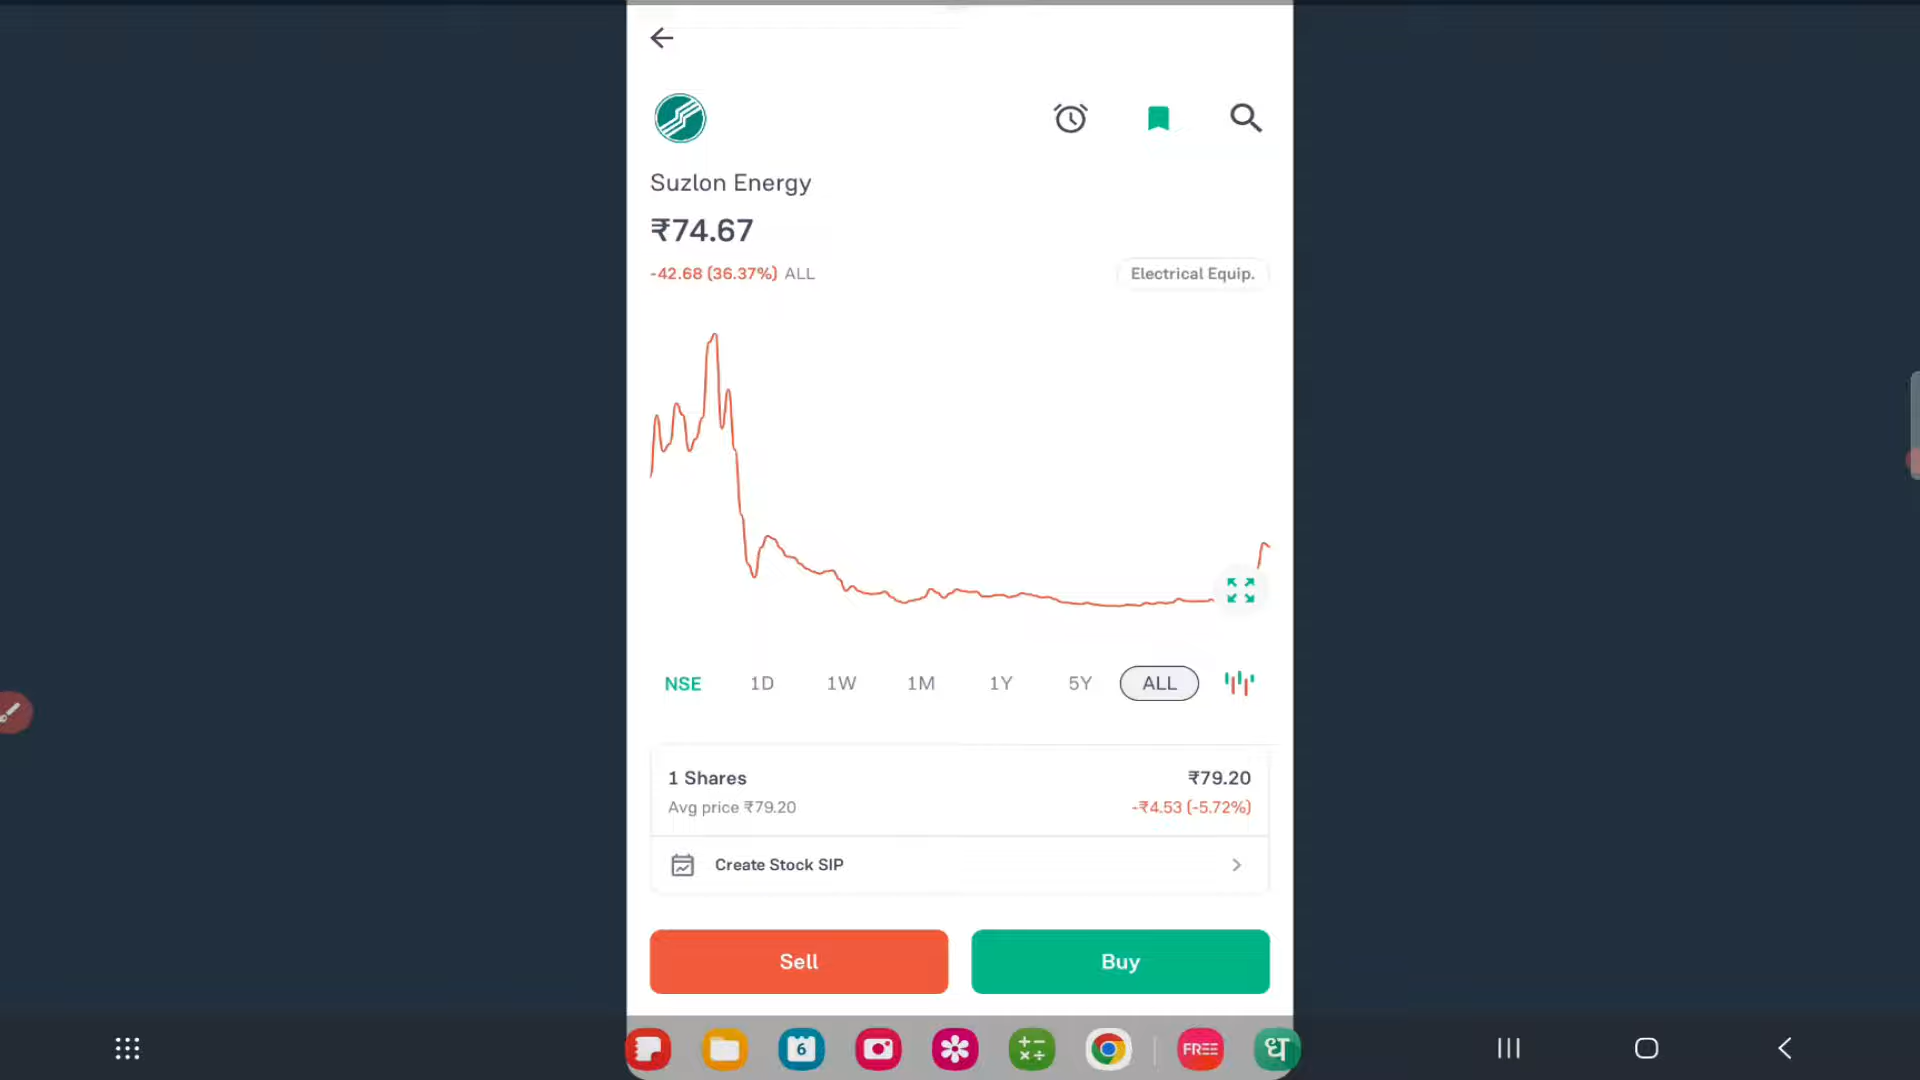 Suzlon Energy
₹74.67
-42.68 (36.37%) ALL
Electrical Equip.
NSE 1D 1W 1M 1Y 5Y ALL
1 Shares ₹79.20
Avg price ₹79.20 -₹4.53 (-5.72%)
Create Stock SIP
Sell Buy
6 FREE ध